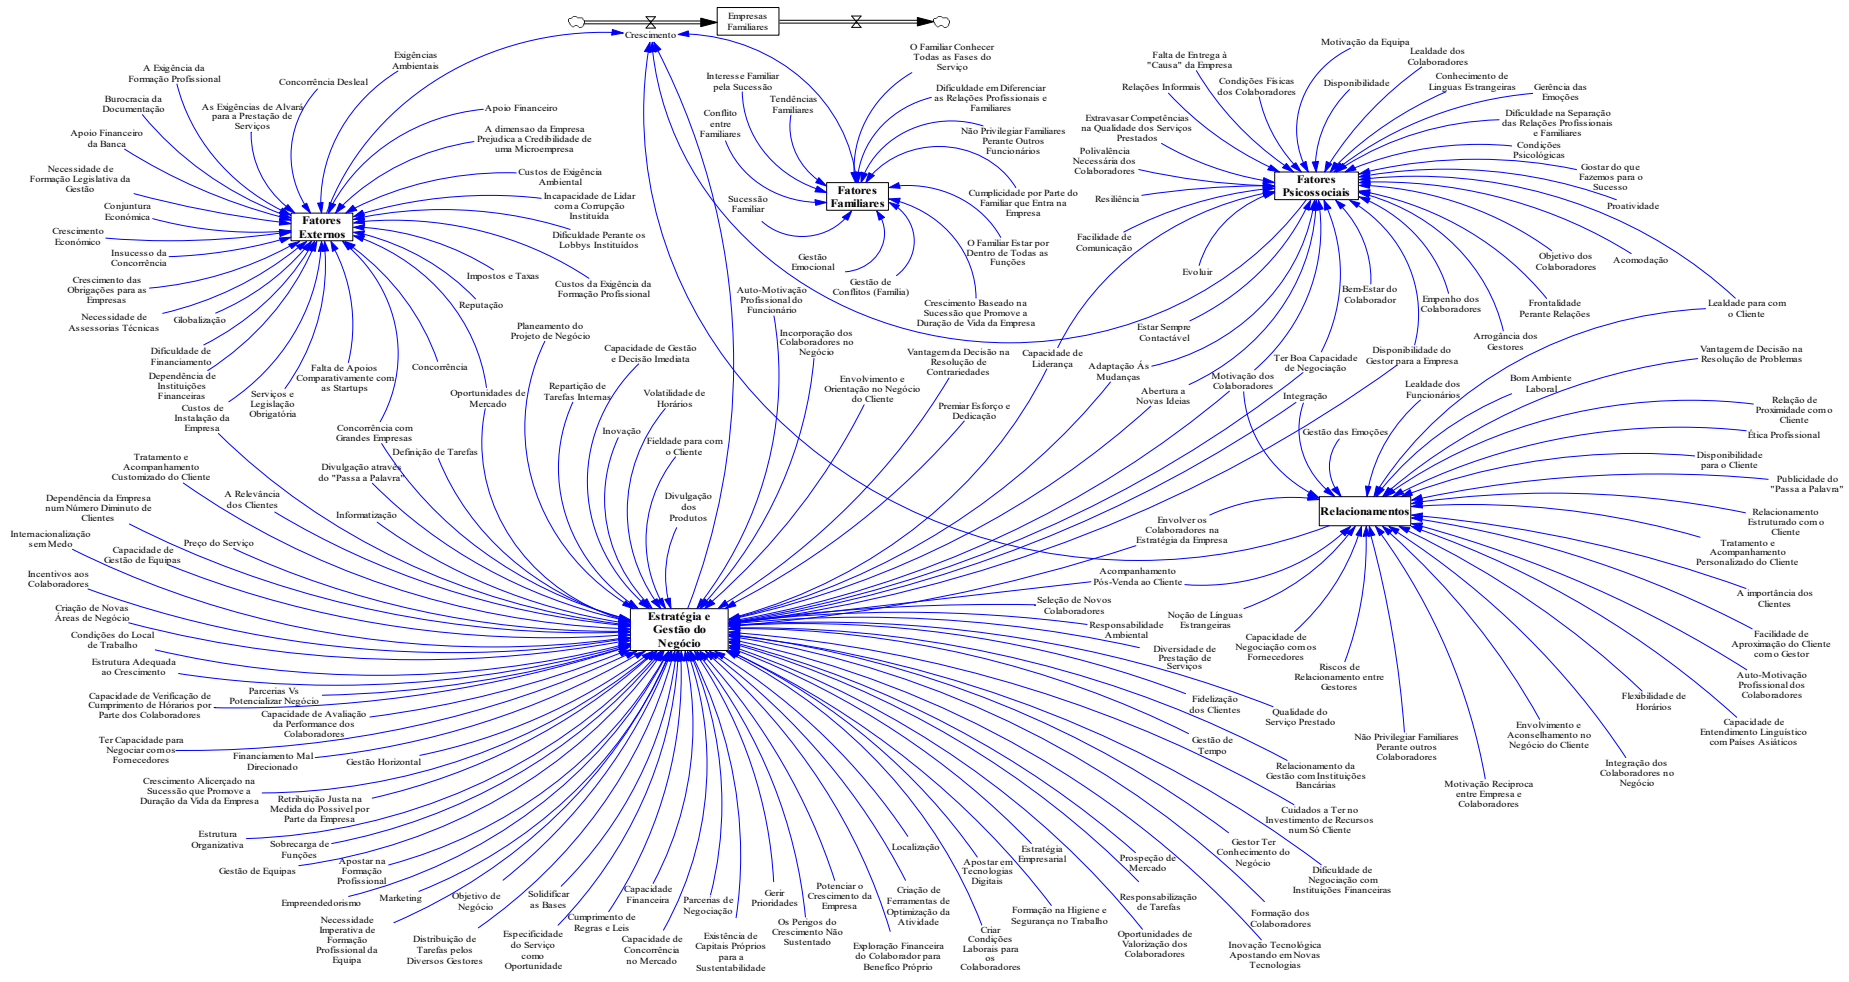 Empresas
Familiares
Crescimento
A Exigência da
Formação Profissional
Concorrência Desleal
Exigências
Ambientais
Burocracia da
Documentação
As Exigências de Alvará
para a Prestação de
Serviços
Apoio Financeiro
A dimensao da Empresa
Prejudica a Credibilidade de
uma Microempresa
Apoio Financeiro
da Banca
Necessidade de
Formação Legislativa da
Gestão
Custos de Exigência
Ambiental
Incapacidade de Lidar
com a Corrupção
Instituída
Conjuntura
Económica
Fatores
Externos
Crescimento
Económico
Dificuldade Perante os
Lobbys Instituídos
Insucesso da
Concorrência
Crescimento das
Obrigações para as
Empresas
Impostos e Taxas
Custos da Exigência da
Formação Profissional
Reputação
Necessidade de
Assessorias Técnicas
Globalização
Dificuldade de
Financiamento
Dependência de
Instituições
Financeiras
Custos de
Instalação da
Empresa
Serviços e
Legislação
Obrigatória
Falta de Apoios
Comparativamente com
as Startups
Concorrência
Oportunidades de
Mercado
Concorrência com
Grandes Empresas
Interesse Familiar
pela Sucessão
Tendências
Familiares
Conflito
entre
Familiares
O Familiar Conhecer
Todas as Fases do
Serviço
Dificuldade em Diferenciar
as Relações Profissionais e
Familiares
Não Privilegiar Familiares
Perante Outros
Funcionários
Fatores
Familiares
Cumplicidade por Parte do
Familiar que Entra na
Empresa
Sucessão
Familiar
O Familiar Estar por
Dentro de Todas as
Funções
Gestão
Emocional
Gestão de
Conflitos (Família)
Crescimento Baseado na
Sucessão que Promove a
Duração de Vida da Empresa
Falta de Entrega à
"Causa" da Empresa
Motivação da Equipa
Lealdade dos
Colaboradores
Relações Informais
Condições Físicas
dos Colaboradores
Disponibilidade
Conhecimento de
Línguas Estrangeiras
Gerência das
Emoções
Extravasar Competências
na Qualidade dos Serviços
Prestados
Dificuldade na Separação
das Relações Profissionais
e Familiares
Condições
Psicológicas
Polivalência
Necessária dos
Colaboradores
Gostar do que
Fazemos para o
Sucesso
Fatores
Psicossociais
Resiliência
Proatividade
Facilidade de
Comunicação
Evoluir
Objetivo dos
Colaboradores
Acomodação
Bem-Estar do
Colaborador
Empenho dos
Colaboradores
Frontalidade
Perante Relações
Lealdade para com
o Cliente
Estar Sempre
Contactável
Arrogância dos
Gestores
Capacidade de
Liderança
Adaptação Ás
Mudanças
Abertura a
Novas Ideias
Motivação dos
Colaboradores
Ter Boa Capacidade
de Negociação
Disponibilidade do
Gestor para a Empresa
Integração
Gestão das Emoções
Lealdade dos
Funcionários
Bom Ambiente
Laboral
Vantagem de Decisão na
Resolução de Problemas
Relação de
Proximidade com o
Cliente
Ética Profissional
Disponibilidade
para o Cliente
Publicidade do
"Passa a Palavra"
Relacionamentos
Relacionamento
Estruturado com o
Cliente
Tratamento e
Acompanhamento
Personalizado do Cliente
A importância dos
Clientes
Facilidade de
Aproximação do Cliente
com o Gestor
Auto-Motivação
Profissional dos
Colaboradores
Capacidade de
Entendimento Linguístico
com Países Asiáticos
Flexibilidade de
Horários
Integração dos
Colaboradores no
Negócio
Envolvimento e
Aconselhamento no
Negócio do Cliente
Motivação Reciproca
entre Empresa e
Colaboradores
Não Privilegiar Familiares
Perante outros
Colaboradores
Riscos de
Relacionamento entre
Gestores
Capacidade de
Negociação com os
Fornecedores
Noção de Línguas
Estrangeiras
Envolver os
Colaboradores na
Estratégia da Empresa
Acompanhamento
Pós-Venda ao Cliente
Auto-Motivação
Profissional do
Funcionário
Planeamento do
Projeto de Negócio
Capacidade de Gestão
e Decisão Imediata
Incorporação dos
Colaboradores no
Negócio
Vantagem da Decisão na
Resolução de
Contrariedades
Repartição de
Tarefas Internas
Volatilidade de
Horários
Envolvimento e
Orientação no Negócio
do Cliente
Premiar Esforço e
Dedicação
Inovação
Fieldade para com
o Cliente
Divulgação
dos
Produtos
Definição de Tarefas
Divulgação através
do "Passa a Palavra"
Tratamento e
Acompanhamento
Customizado do Cliente
A Relevância
dos Clientes
Informatização
Dependência da Empresa
num Número Diminuto de
Clientes
Internacionalização
sem Medo
Preço do Serviço
Capacidade de
Gestão de Equipas
Incentivos aos
Colaboradores
Criação de Novas
Áreas de Negócio
Condições do Local
de Trabalho
Estrutura Adequada
ao Crescimento
Estratégia e
Gestão do
Negócio
Capacidade de Verificação de
Cumprimento de Hórarios por
Parte dos Colaboradores
Parcerias Vs
Potencializar Negócio
Capacidade de Avaliação
da Performance dos
Colaboradores
Ter Capacidade para
Negociar com os
Fornecedores
Financiamento Mal
Direcionado
Gestão Horizontal
Crescimento Alicerçado na
Sucessão que Promove a
Duração da Vida da Empresa
Retribuição Justa na
Medida do Possivel por
Parte da Empresa
Estrutura
Organizativa
Sobrecarga de
Funções
Gestão de Equipas
Apostar na
Formação
Profissional
Empreendedorismo
Marketing
Necessidade
Imperativa de
Formação
Profissional da
Equipa
Objetivo de
Negócio
Distribuição de
Tarefas pelos
Diversos Gestores
Solidificar
as Bases
Especificidade
do Serviço
como
Oportunidade
Cumprimento de
Regras e Leis
Capacidade
Financeira
Capacidade de
Concorrência
no Mercado
Parcerias de
Negociação
Existência de
Capitais Próprios
para a
Sustentabilidade
Gerir
Prioridades
Os Perigos do
Crescimento Não
Sustentado
Potenciar o
Crescimento da
Empresa
Exploração Financeira
do Colaborador para
Benefíco Próprio
Localização
Criação de
Ferramentas de
Optimização da
Atividade
Apostar em
Tecnologias
Digitais
Criar
Condições
Laborais para
os
Colaboradores
Estratégia
Empresarial
Formação na Higiene e
Segurança no Trabalho
Prospeção de
Mercado
Responsabilização
de Tarefas
Oportunidades de
Valorização dos
Colaboradores
Gestor Ter
Conhecimento do
Negócio
Formação dos
Colaboradores
Inovação Tecnológica
Apostando em Novas
Tecnologias
Dificuldade de
Negociação com
Instituições Financeiras
Cuidados a Ter no
Investimento de Recursos
num Só Cliente
Relacionamento da
Gestão com Instituições
Bancárias
Gestão de
Tempo
Qualidade do
Serviço Prestado
Fidelização
dos Clientes
Diversidade de
Prestação de
Serviços
Responsabilidade
Ambiental
Seleção de Novos
Colaboradores